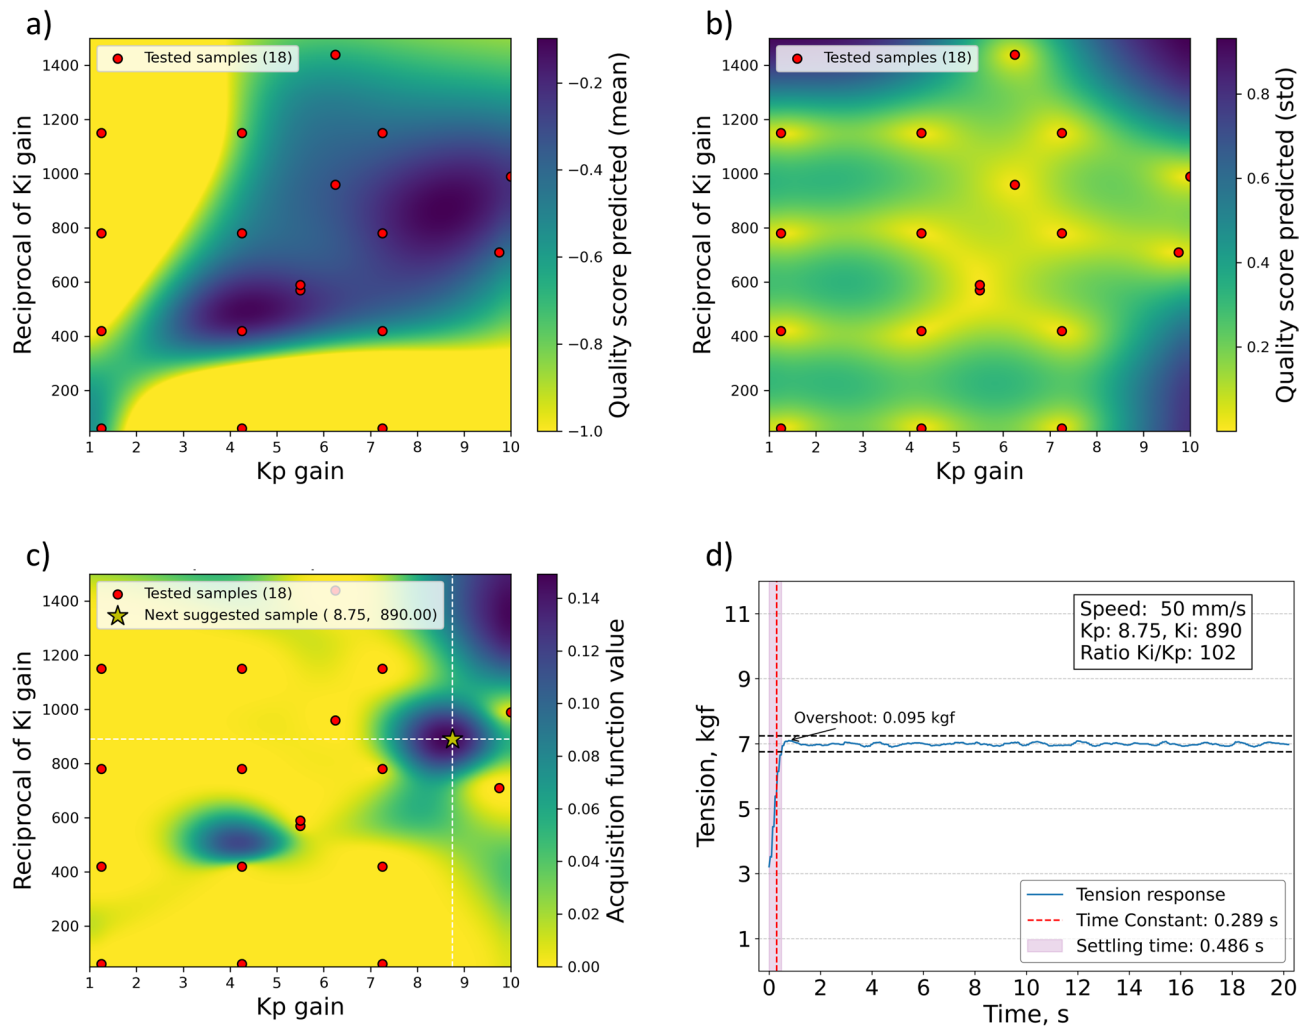 a)
Tested samples (18)
1400
1200
1000
800
600
400
200
1 2 3 4 5 6 7 8 9 10
Kp gain
Reciprocal of Ki gain
−0.2
−0.4
−0.6
−0.8
−1.0
Quality score predicted (mean)
b)
Tested samples (18)
1400
1200
1000
800
600
400
200
1 2 3 4 5 6 7 8 9 10
Kp gain
Reciprocal of Ki gain
0.8
0.6
0.4
0.2
Quality score predicted (std)
c)
Tested samples (18)
Next suggested sample ( 8.75, 890.00)
1400
1200
1000
800
600
400
200
1 2 3 4 5 6 7 8 9 10
Kp gain
Reciprocal of Ki gain
0.14
0.12
0.10
0.08
0.06
0.04
0.02
0.00
Acquisition function value
d)
Speed: 50 mm/s
Kp: 8.75, Ki: 890
Ratio Ki/Kp: 102
Overshoot: 0.095 kgf
11
9
7
5
3
1
Tension, kgf
Tension response
Time Constant: 0.289 s
Settling time: 0.486 s
0 2 4 6 8 10 12 14 16 18 20
Time, s